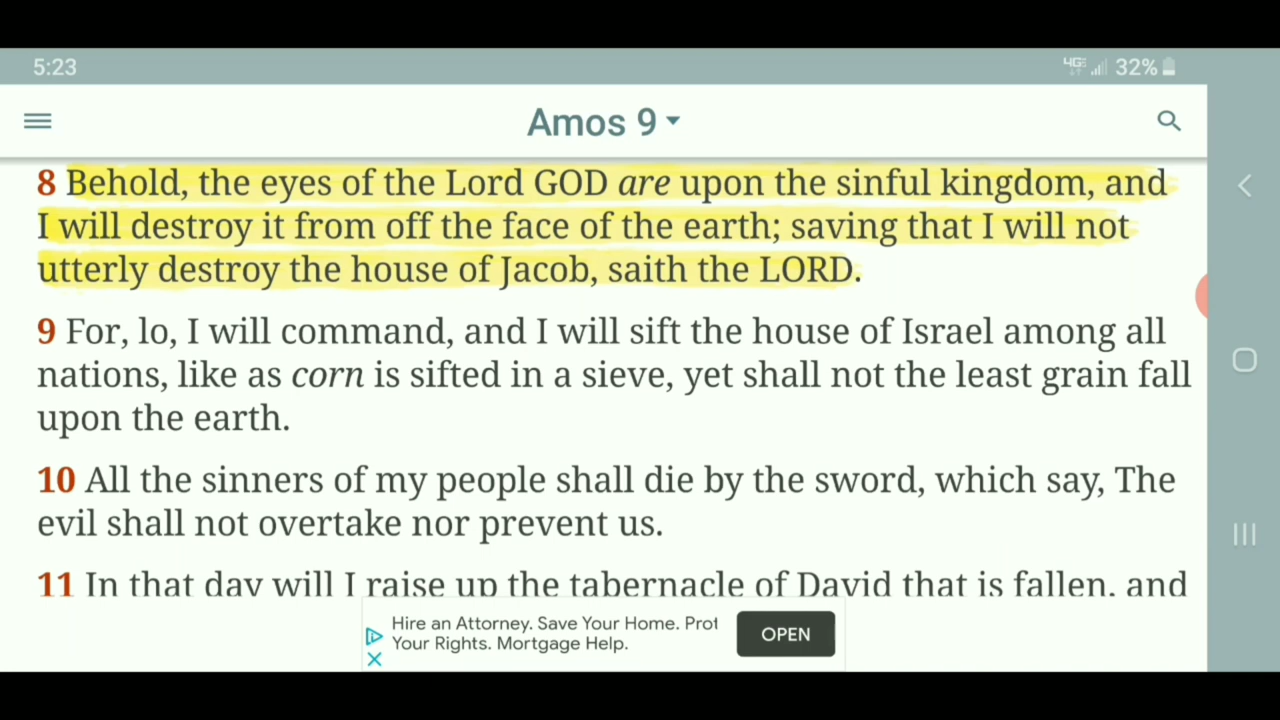 5:23
4GE 32%
Amos 9
8 Behold, the eyes of the Lord GOD are upon the sinful kingdom, and
I will destroy it from off the face of the earth; saving that I will not
utterly destroy the house of Jacob, saith the LORD.
9 For, lo, I will command, and I will sift the house of Israel among all
nations, like as corn is sifted in a sieve, yet shall not the least grain fall
upon the earth.
10 All the sinners of my people shall die by the sword, which say, The
evil shall not overtake nor prevent us.
11 In that day will I raise up the tabernacle of David that is fallen, and
Hire an Attorney. Save Your Home. Prot
Your Rights. Mortgage Help.
OPEN